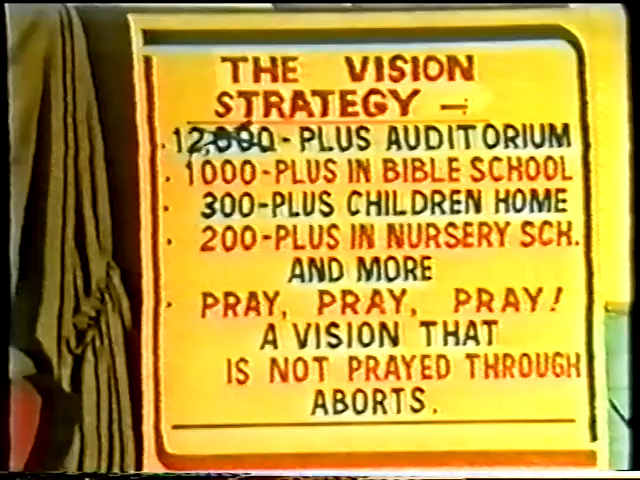 THE VISION
STRATEGY –
· 12,000-PLUS AUDITORIUM
· 1000-PLUS IN BIBLE SCHOOL
· 300-PLUS CHILDREN HOME
· 200-PLUS IN NURSERY SCH.
AND MORE
· PRAY, PRAY, PRAY!
A VISION THAT
IS NOT PRAYED THROUGH
ABORTS.